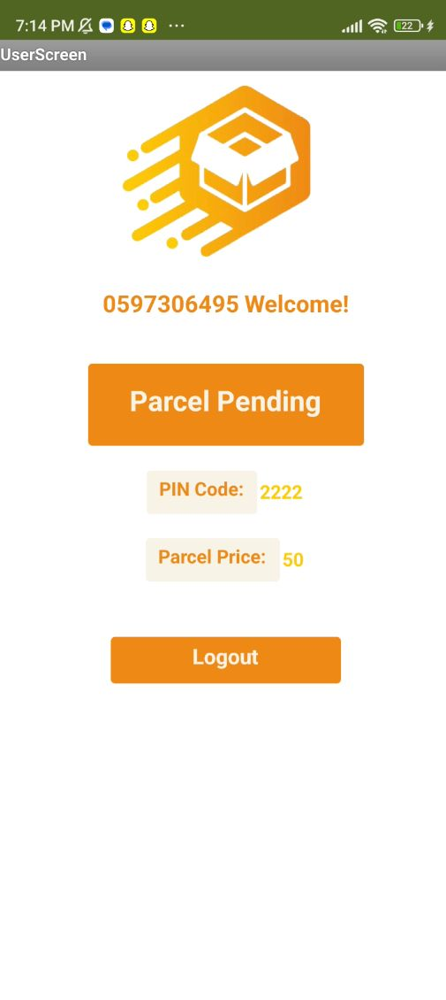 7:14 PM
22
UserScreen
0597306495 Welcome!
Parcel Pending
PIN Code: 2222
Parcel Price: 50
Logout